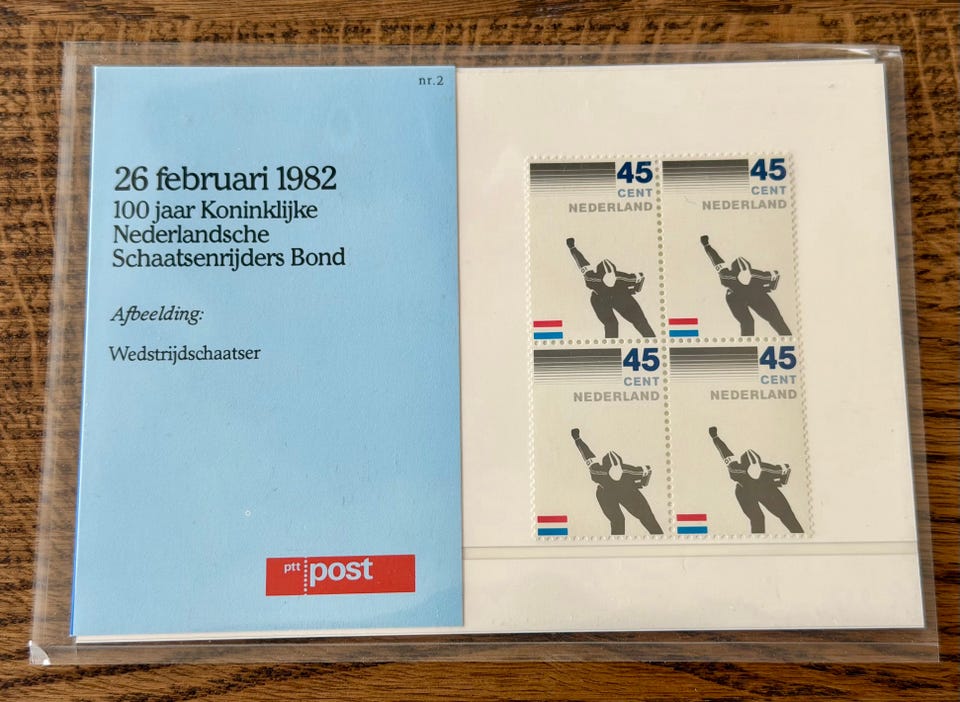 nr.2
26 februari 1982
100 jaar Koninklijke
Nederlandsche
Schaatsenrijders Bond
Afbeelding:
Wedstrijdschaatser
ptt post
45
CENT
NEDERLAND
45
CENT
NEDERLAND
45
CENT
NEDERLAND
45
CENT
NEDERLAND